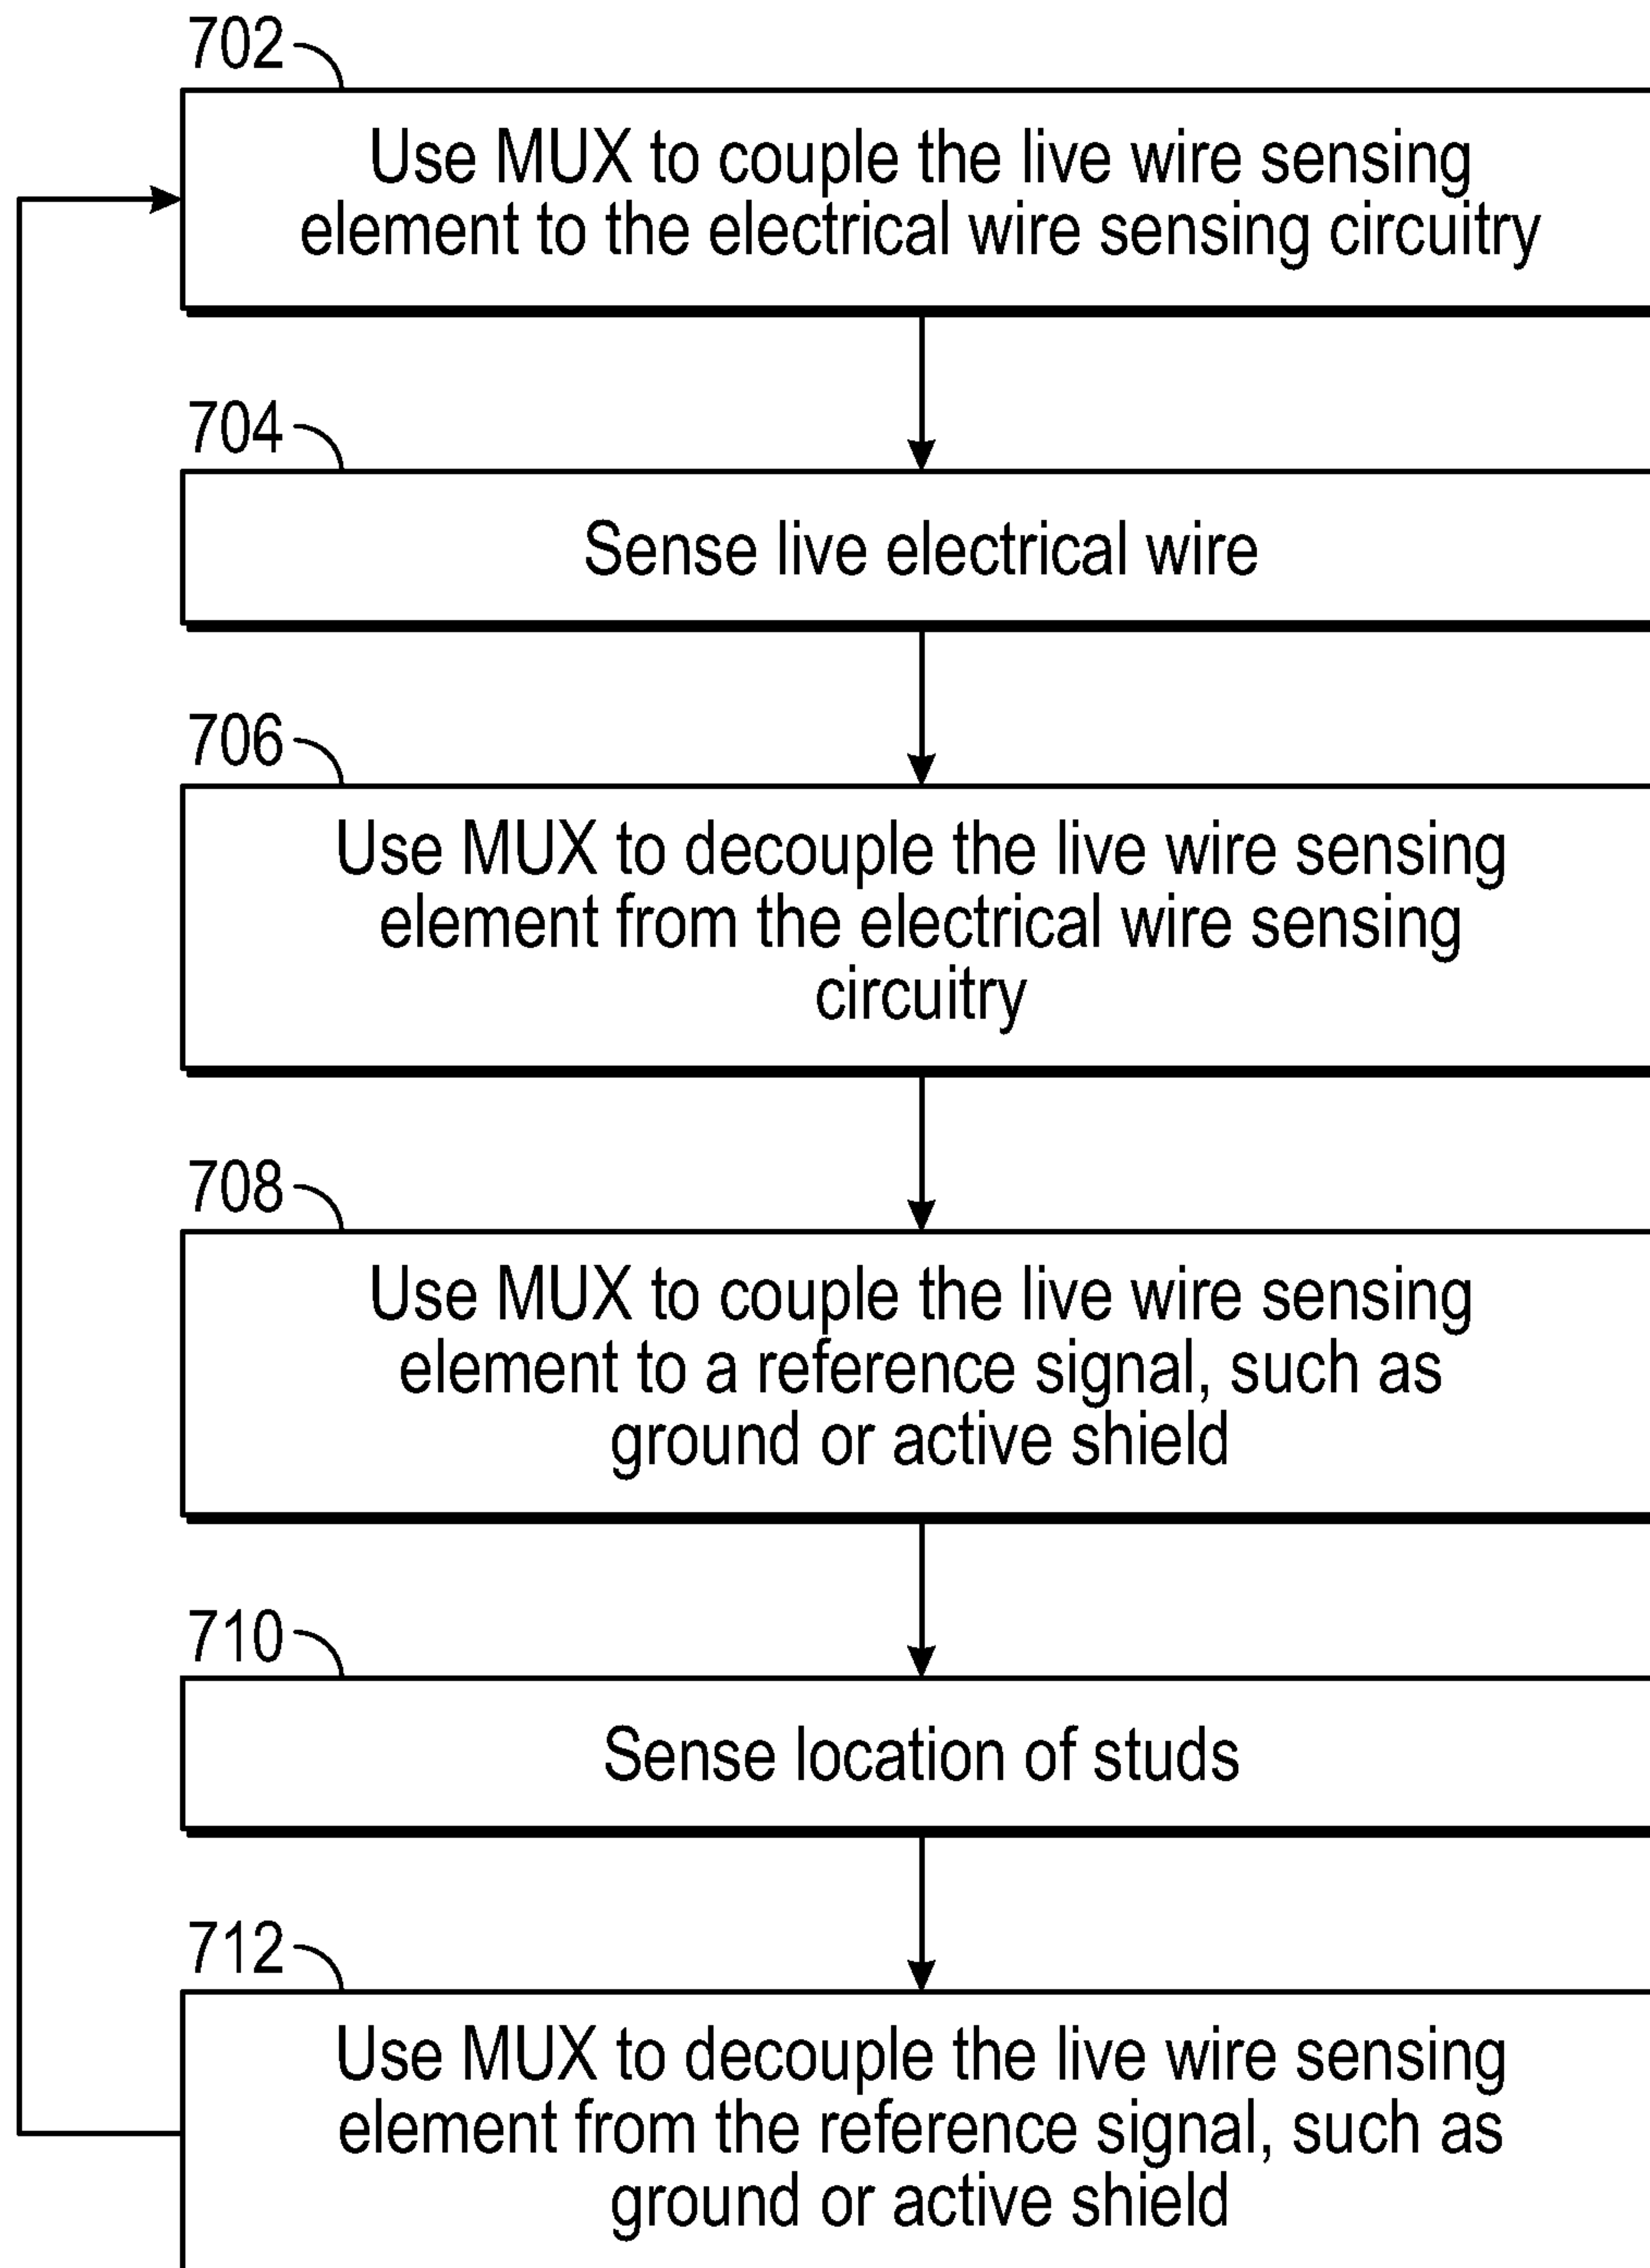 702
Use MUX to couple the live wire sensing
element to the electrical wire sensing circuitry
704
Sense live electrical wire
706
Use MUX to decouple the live wire sensing
element from the electrical wire sensing
circuitry
708
Use MUX to couple the live wire sensing
element to a reference signal, such as
ground or active shield
710
Sense location of studs
712
Use MUX to decouple the live wire sensing
element from the reference signal, such as
ground or active shield